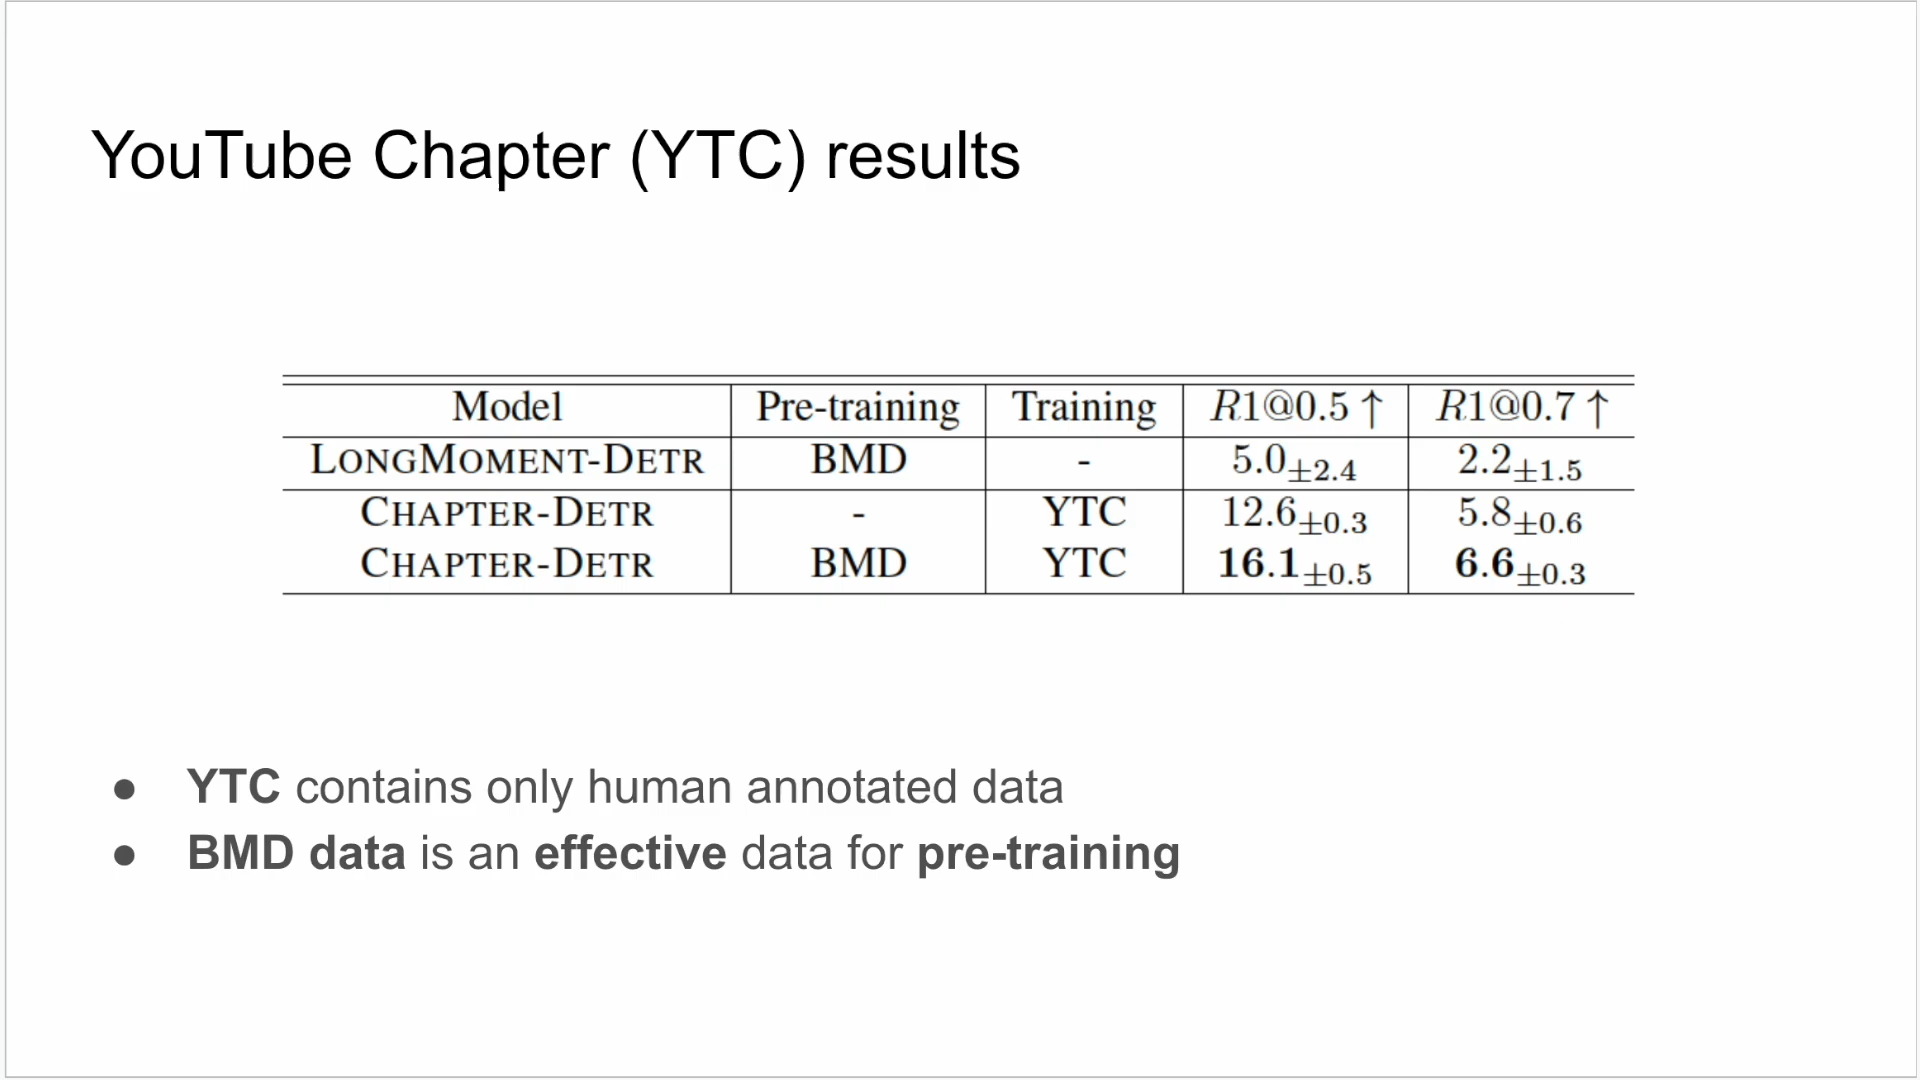 YouTube Chapter (YTC) results
Model Pre-training Training R1@0.5 ↑ R1@0.7 ↑
LONGMOMENT-DETR BMD - 5.0±2.4 2.2±1.5
CHAPTER-DETR - YTC 12.6±0.3 5.8±0.6
CHAPTER-DETR BMD YTC 16.1±0.5 6.6±0.3
● YTC contains only human annotated data
● BMD data is an effective data for pre-training